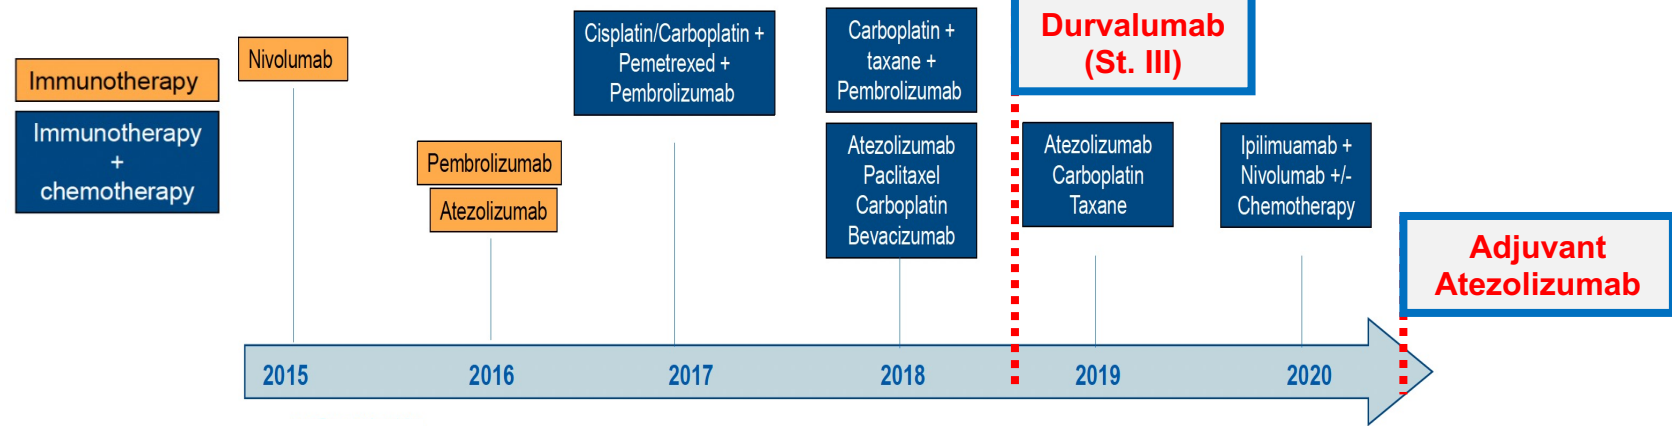 Immunotherapy
Immunotherapy
+
chemotherapy
Nivolumab
Pembrolizumab
Atezolizumab
Cisplatin/Carboplatin +
Pemetrexed +
Pembrolizumab
Carboplatin +
taxane +
Pembrolizumab
Atezolizumab
Paclitaxel
Carboplatin
Bevacizumab
Durvalumab
(St. III)
Atezolizumab
Carboplatin
Taxane
Ipilimuamab +
Nivolumab +/-
Chemotherapy
Adjuvant
Atezolizumab
2015
2016
2017
2018
2019
2020